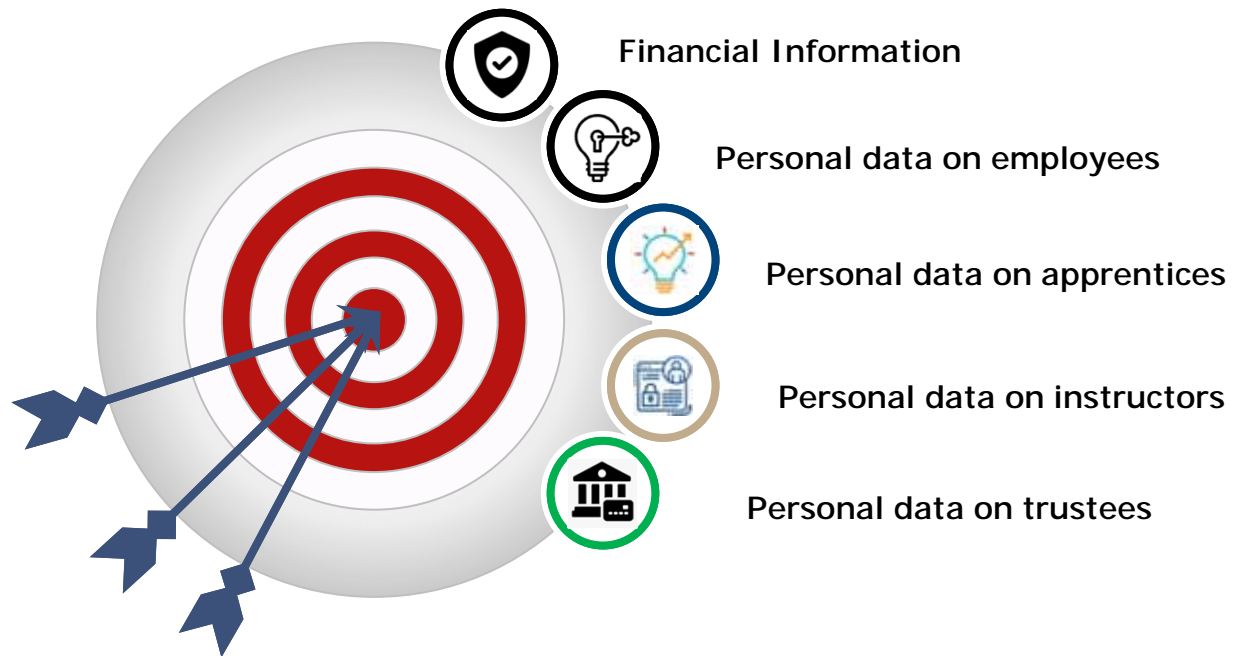 Financial Information
Personal data on employees
Personal data on apprentices
Personal data on instructors
Personal data on trustees